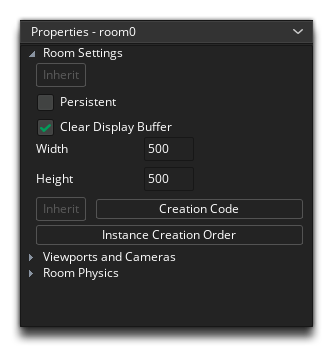 Properties - room0
Room Settings
Inherit
Persistent
Clear Display Buffer
Width 500
Height 500
Inherit Creation Code
Instance Creation Order
Viewports and Cameras
Room Physics